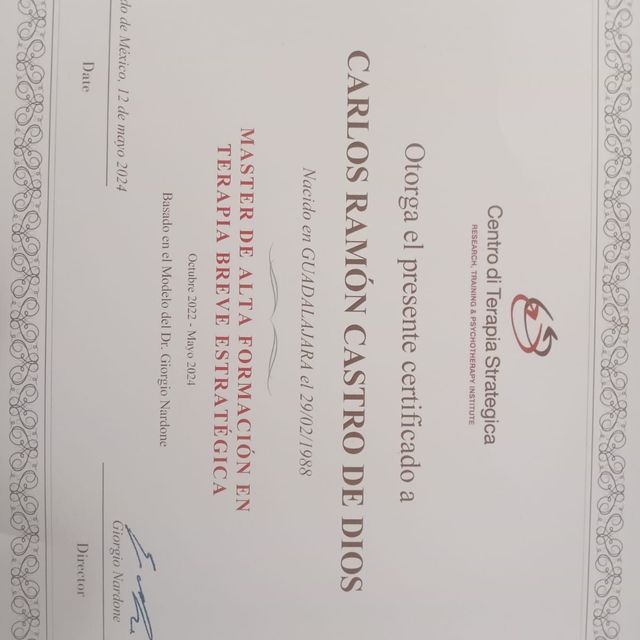 Centro di Terapia Strategica
RESEARCH, TRAINING & PSYCHOTHERAPY INSTITUTE
Otorga el presente certificado a
CARLOS RAMÓN CASTRO DE DIOS
Nacido en GUADALAJARA el 29/02/1988
MASTER DE ALTA FORMACIÓN EN
TERAPIA BREVE ESTRATÉGICA
Octubre 2022 - Mayo 2024
Basado en el Modelo del Dr. Giorgio Nardone
de México, 12 de mayo 2024
Date
Giorgio Nardone
Director